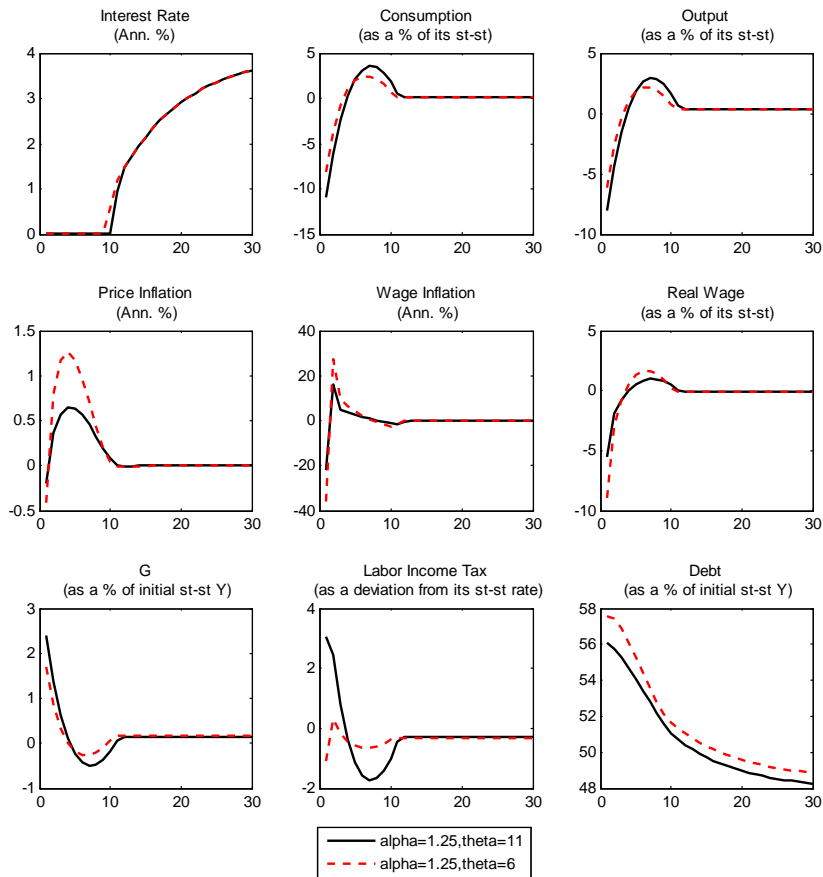 Interest Rate
(Ann. %)
4
3
2
1
0
0 10 20 30
Consumption
(as a % of its st-st)
5
0
-5
-10
-15
0 10 20 30
Output
(as a % of its st-st)
5
0
-5
-10
0 10 20 30
Price Inflation
(Ann. %)
1.5
1
0.5
0
-0.5
0 10 20 30
Wage Inflation
(Ann. %)
40
20
0
-20
-40
0 10 20 30
Real Wage
(as a % of its st-st)
5
0
-5
-10
0 10 20 30
G
(as a % of initial st-st Y)
3
2
1
0
-1
0 10 20 30
Labor Income Tax
(as a deviation from its st-st rate)
4
2
0
-2
0 10 20 30
Debt
(as a % of initial st-st Y)
58
56
54
52
50
48
0 10 20 30
alpha=1.25,theta=11
alpha=1.25,theta=6